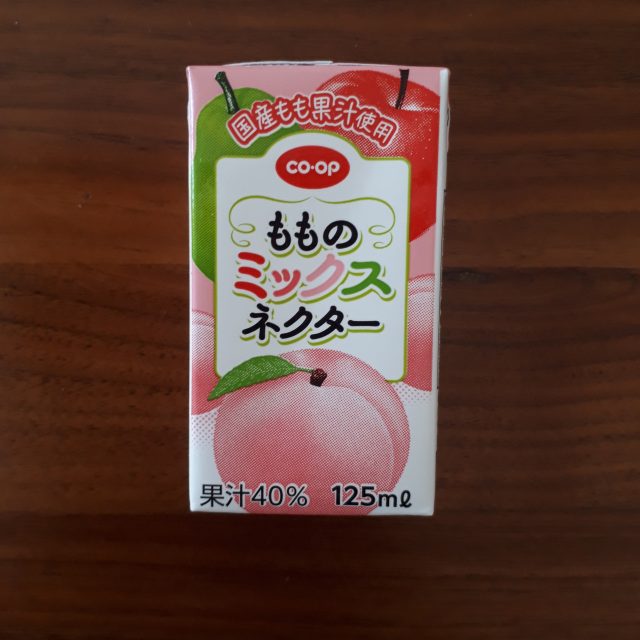 国産もも果汁使用
CO·OP
ももの
ミックス
ネクター
果汁40% 125ml